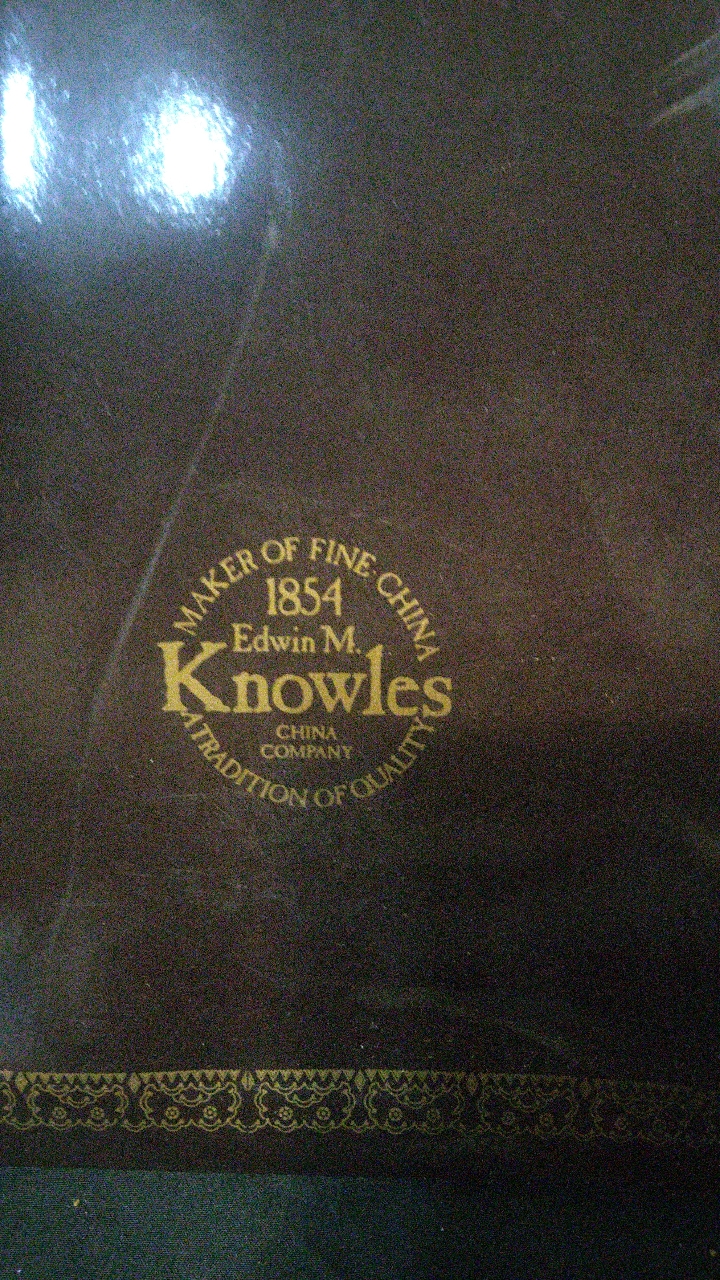 MAKER OF FINE CHINA
1854
Edwin M.
Knowles
CHINA
COMPANY
A TRADITION OF QUALITY